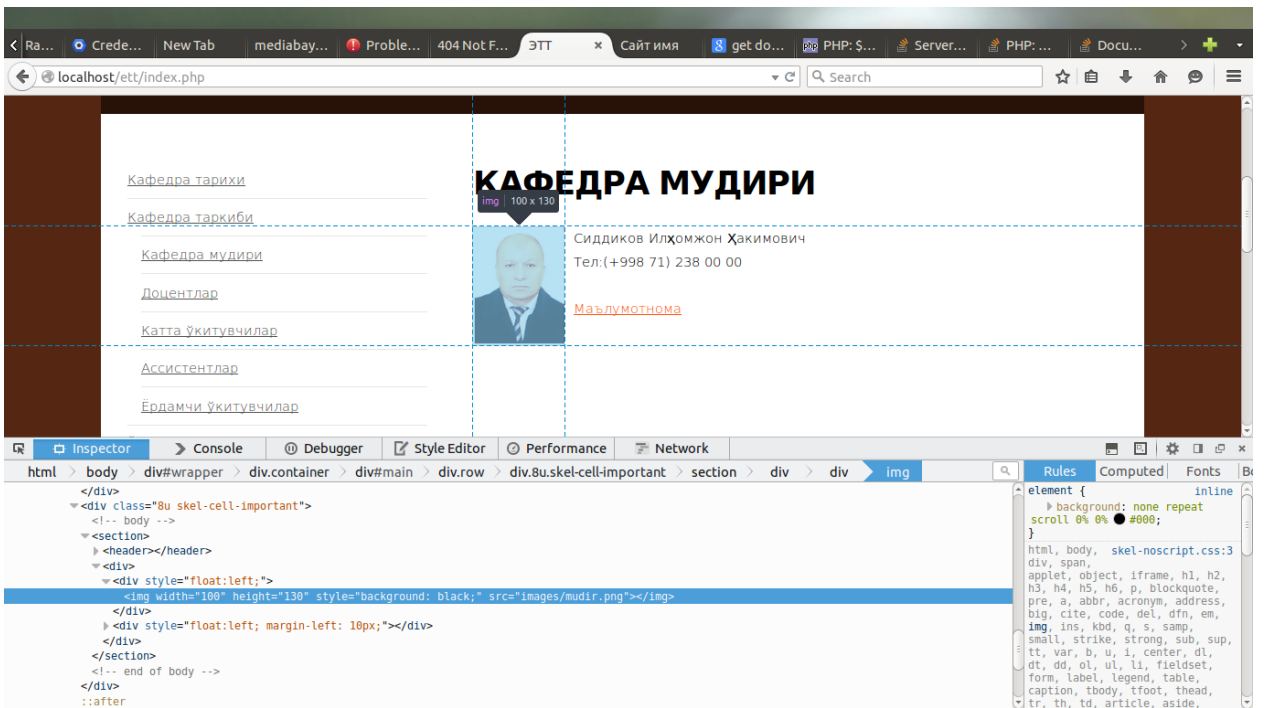 Ra... Crede... New Tab mediabay... Proble... 404 Not F... ЭТТ × Сайт имя get do... PHP: $... Server... PHP: ... Docu...
localhost/ett/index.php Search
Кафедра тарихи
Кафедра таркиби
Кафедра мудири
Доцентлар
Катта ўкитувчилар
Ассистентлар
Ёрдамчи ўкитувчилар
КАФЕДРА МУДИРИ
img 100 x 130
Сиддиков Илҳомжон Ҳакимович
Тел:(+998 71) 238 00 00
Маълумотнома
Inspector Console Debugger Style Editor Performance Network
html body div#wrapper div.container div#main div.row div.8u.skel-cell-important section div div img
</div>
<div class="8u skel-cell-important">
<!-- body -->
<section>
<header></header>
<div>
<div style="float:left;">
<img width="100" height="130" style="background: black;" src="images/mudir.png"></img>
</div>
<div style="float:left; margin-left: 10px;"></div>
</div>
</section>
<!-- end of body -->
</div>
::after
Rules Computed Fonts
element { inline
background: none repeat
scroll 0% 0% #000;
}
html, body, skel-noscript.css:3
div, span,
applet, object, iframe, h1, h2,
h3, h4, h5, h6, p, blockquote,
pre, a, abbr, acronym, address,
big, cite, code, del, dfn, em,
img, ins, kbd, q, s, samp,
small, strike, strong, sub, sup,
tt, var, b, u, i, center, dl,
dt, dd, ol, ul, li, fieldset,
form, label, legend, table,
caption, tbody, tfoot, thead,
tr, th, td, article, aside,